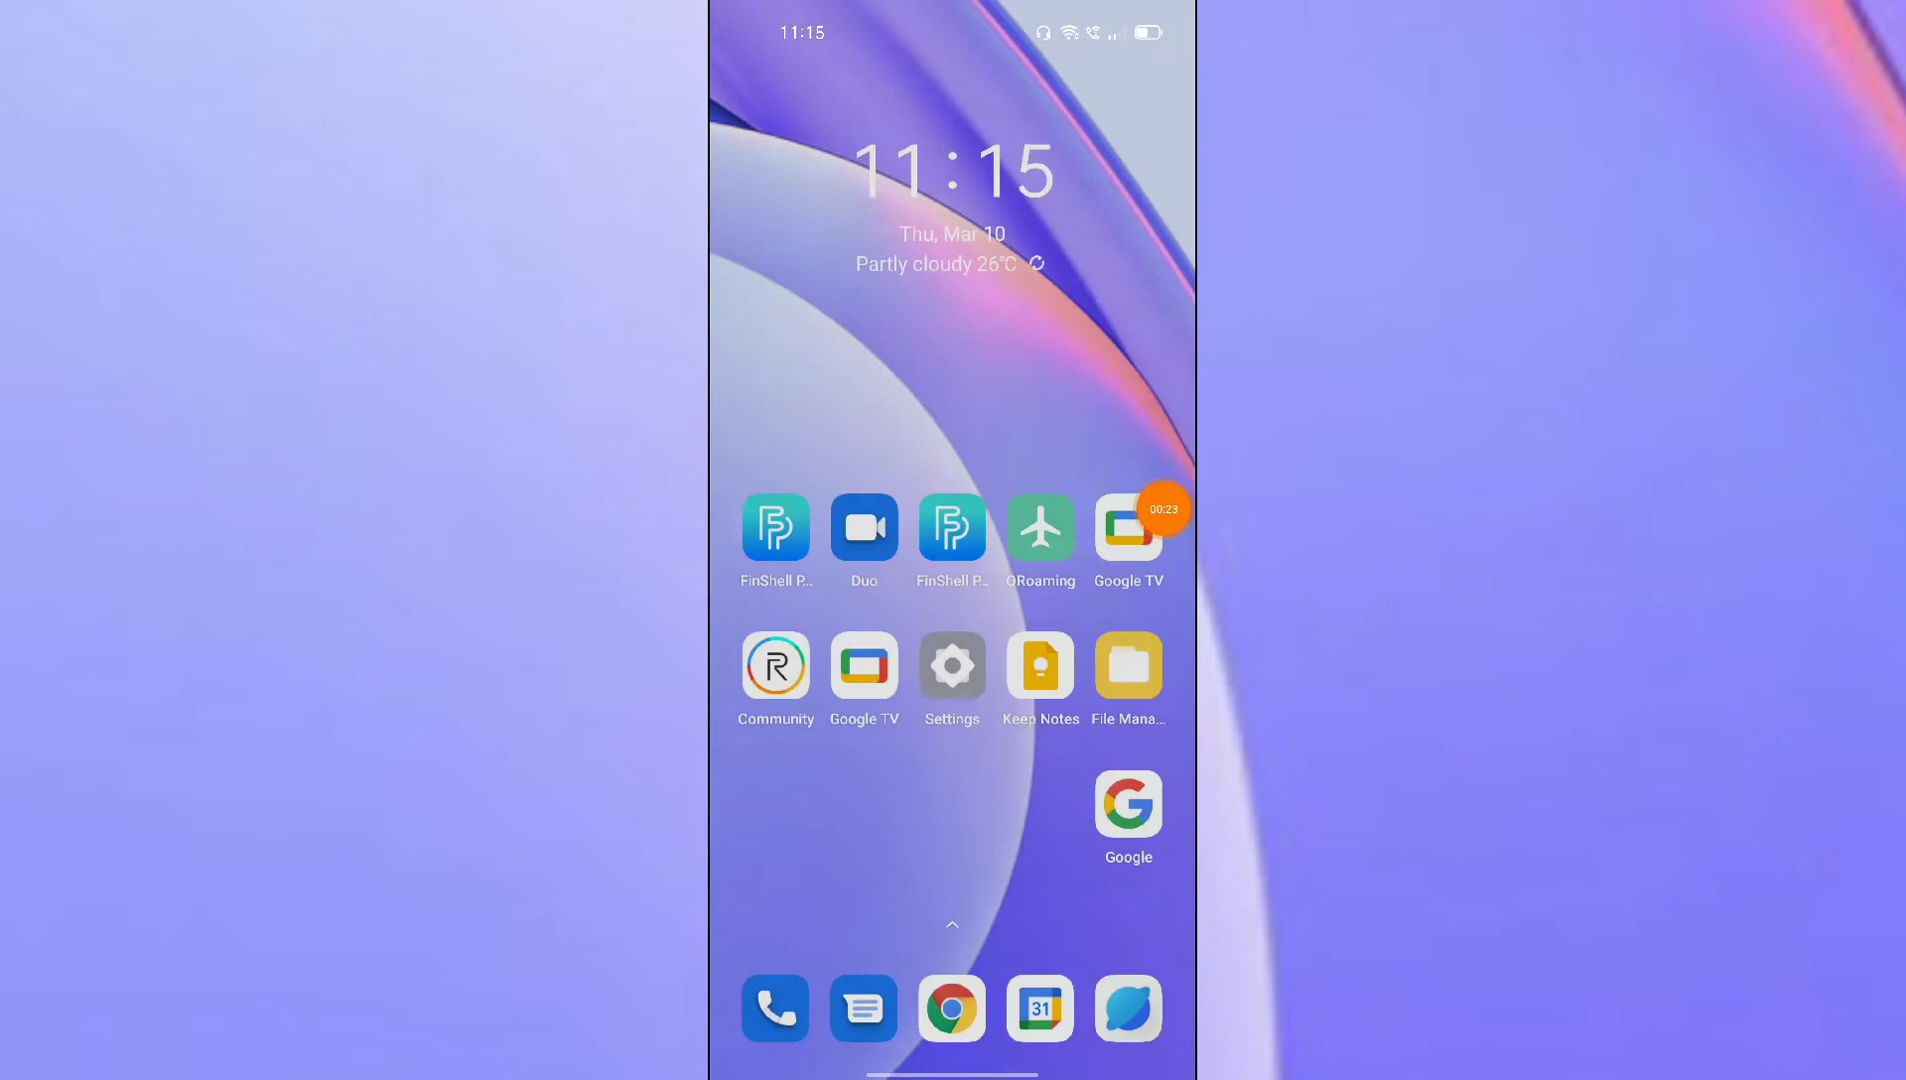 11:15
11:15
Thu, Mar 10
Partly cloudy 26℃
00:23
FinShell P... Duo FinShell P... ORoaming Google TV
Community Google TV Settings Keep Notes File Mana...
Google
31